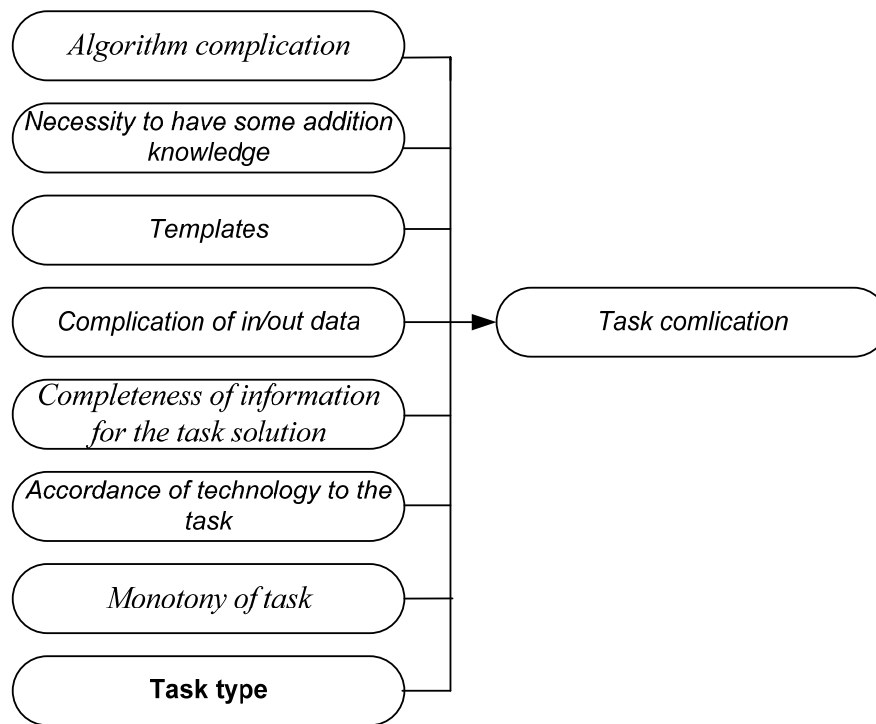 Algorithm complication
Necessity to have some addition
knowledge
Templates
Complication of in/out data
Task comlication
Completeness of information
for the task solution
Accordance of technology to the
task
Monotony of task
Task type